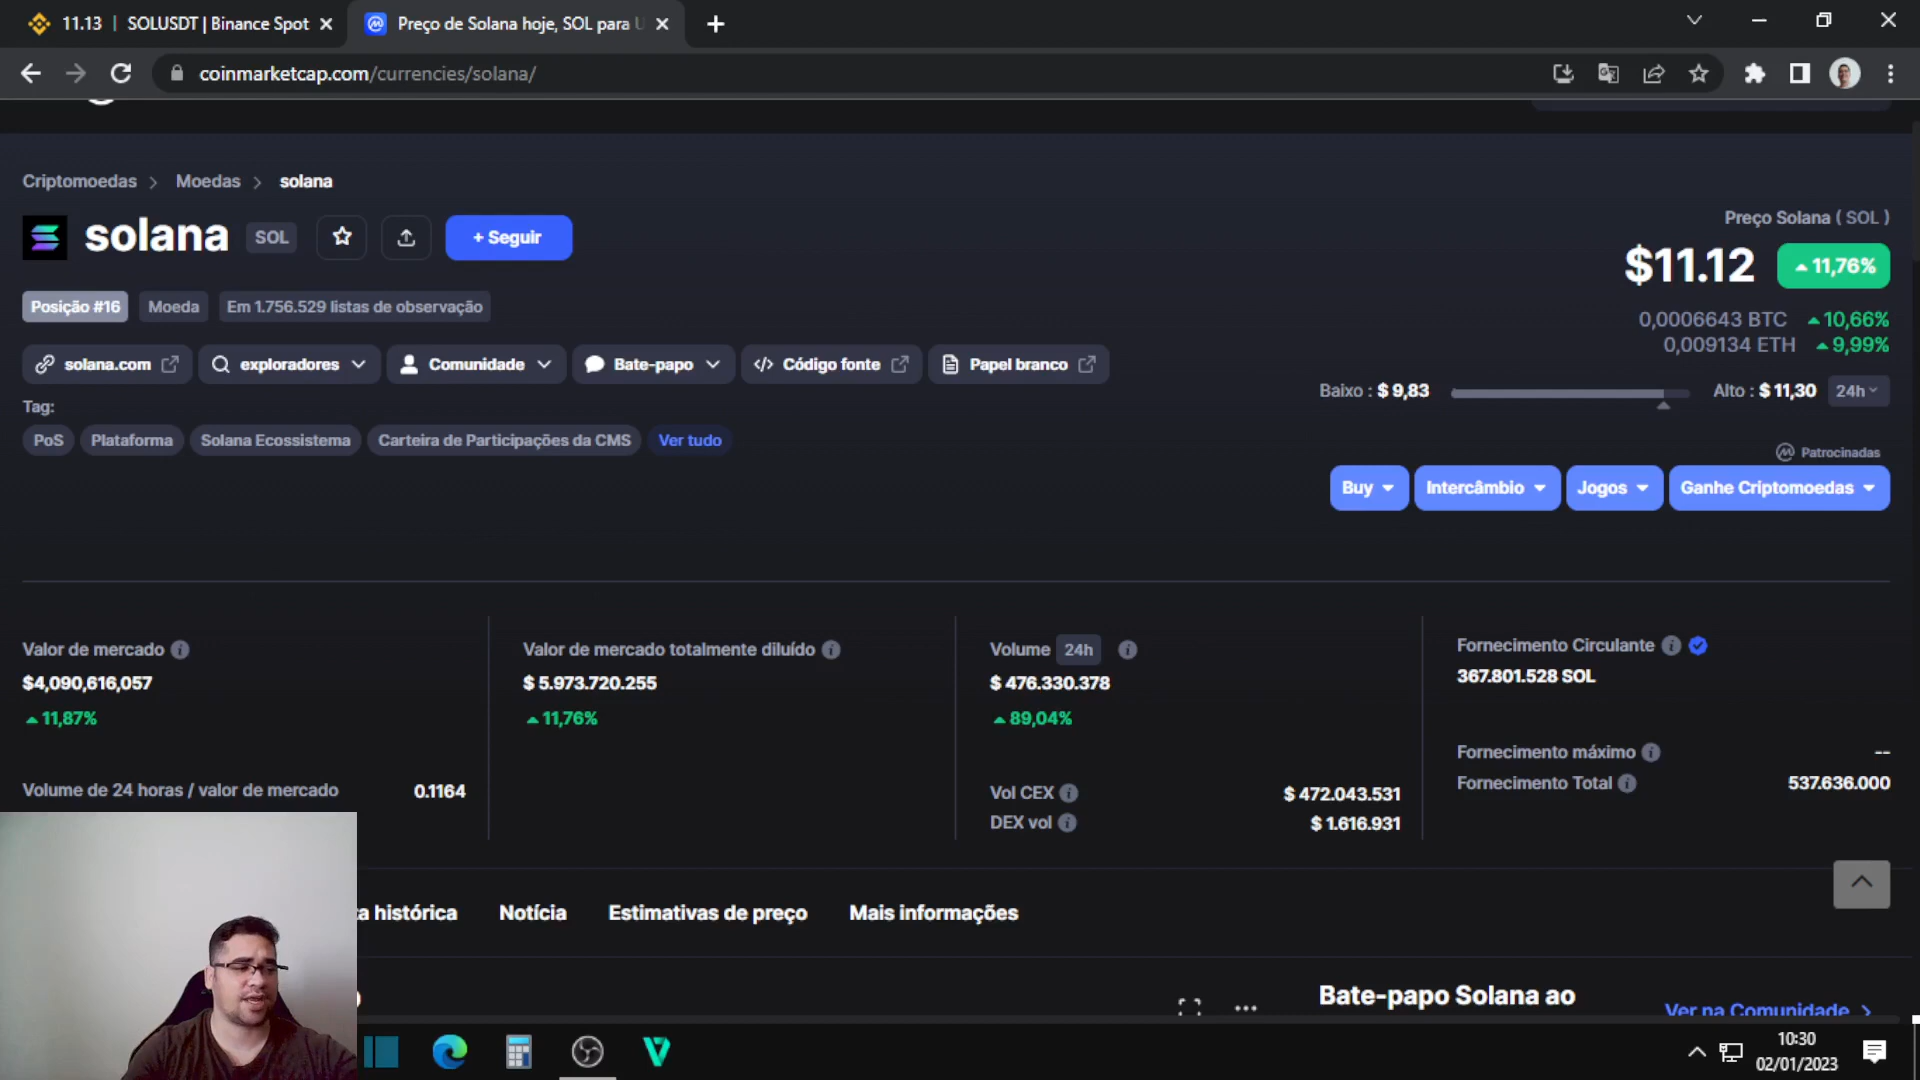 11.13 | SOLUSDT | Binance Spot
Preço de Solana hoje, SOL para U
coinmarketcap.com/currencies/solana/
Criptomoedas > Moedas > solana
solana SOL
+ Seguir
Preço Solana ( SOL )
$11.12 11,76%
Posição #16 Moeda Em 1.756.529 listas de observação
0,0006643 BTC 10,66%
0,009134 ETH 9,99%
solana.com exploradores Comunidade Bate-papo Código fonte Papel branco
Baixo : $ 9,83 Alto : $ 11,30 24h
Tag:
PoS Plataforma Solana Ecossistema Carteira de Participações da CMS Ver tudo
Patrocinadas
Buy Intercâmbio Jogos Ganhe Criptomoedas
Valor de mercado
$4,090,616,057
11,87%
Volume de 24 horas / valor de mercado 0.1164
Valor de mercado totalmente diluído
$ 5.973.720.255
11,76%
Volume 24h
$ 476.330.378
89,04%
Vol CEX $ 472.043.531
DEX vol $ 1.616.931
Fornecimento Circulante
367.801.528 SOL
Fornecimento máximo --
Fornecimento Total 537.636.000
a histórica Notícia Estimativas de preço Mais informações
Bate-papo Solana ao
Ver na Comunidade >
10:30
02/01/2023